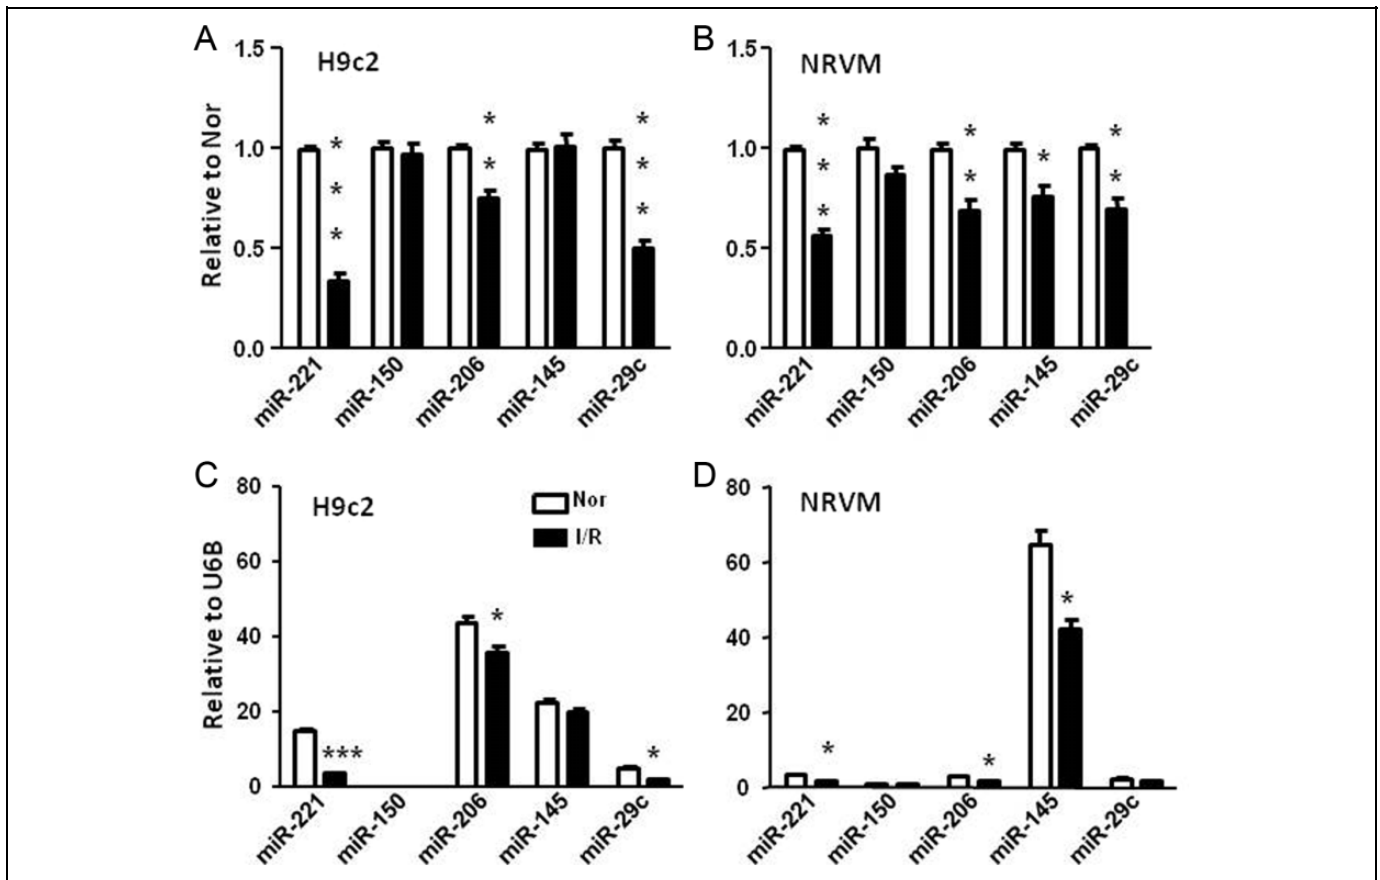 A
H9c2
Relative to Nor
1.5
1.0
0.5
0.0
*
*
*
*
*
*
*
*
miR-221
miR-150
miR-206
miR-145
miR-29c
B
NRVM
1.5
1.0
0.5
0.0
*
*
*
*
*
*
*
*
miR-221
miR-150
miR-206
miR-145
miR-29c
C
H9c2
Nor
I/R
Relative to U6B
80
60
40
20
0
***
*
*
miR-221
miR-150
miR-206
miR-145
miR-29c
D
NRVM
80
60
40
20
0
*
*
*
miR-221
miR-150
miR-206
miR-145
miR-29c